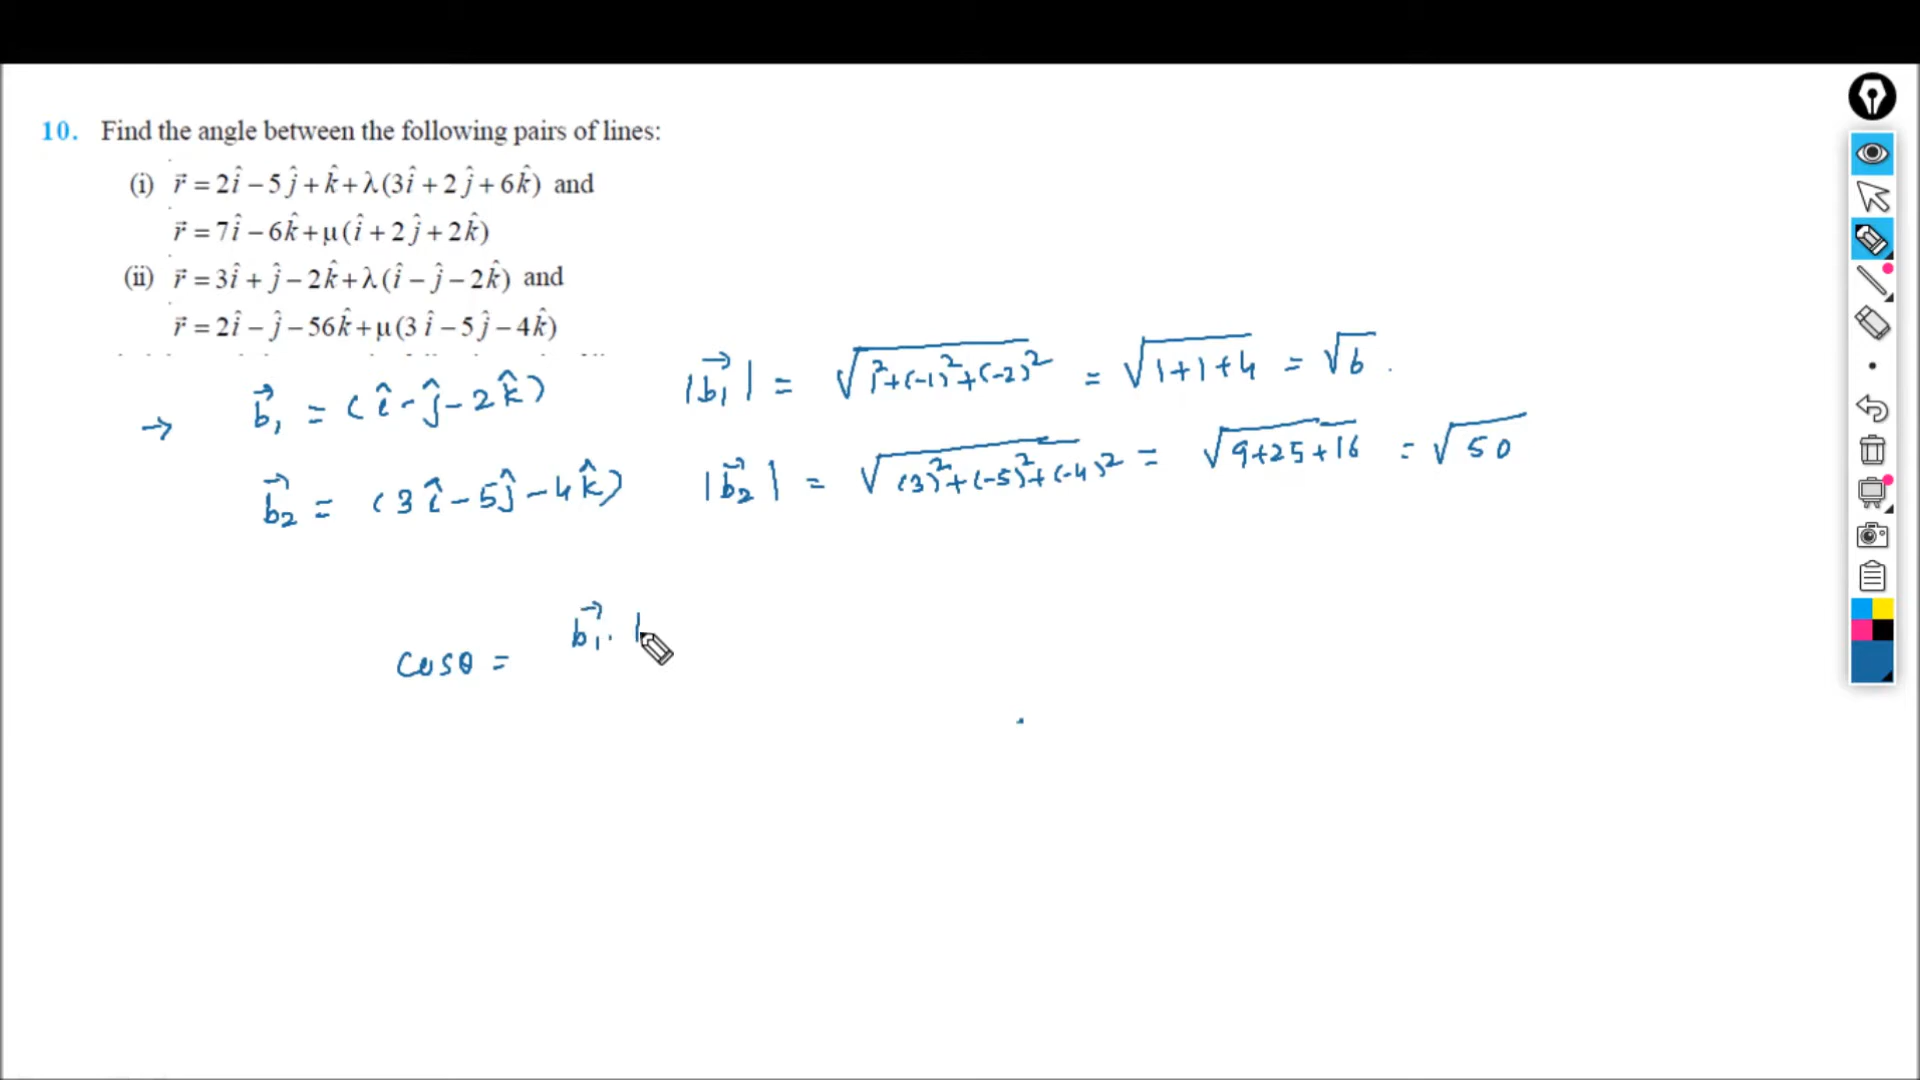 10. Find the angle between the following pairs of lines:
(i) r⃗ = 2î − 5ĵ + k̂ + λ(3î + 2ĵ + 6k̂) and
r⃗ = 7î − 6k̂ + μ(î + 2ĵ + 2k̂)
(ii) r⃗ = 3î + ĵ − 2k̂ + λ(î − ĵ − 2k̂) and
r⃗ = 2î − ĵ − 56k̂ + μ(3î − 5ĵ − 4k̂)
→ b⃗₁ = (î − ĵ − 2k̂) |b⃗₁| = √(1² + (-1)² + (-2)²) = √(1+1+4) = √6 .
b⃗₂ = (3î − 5ĵ − 4k̂) |b⃗₂| = √((3)² + (-5)² + (-4)²) = √(9+25+16) = √50
cosθ = b⃗₁ .